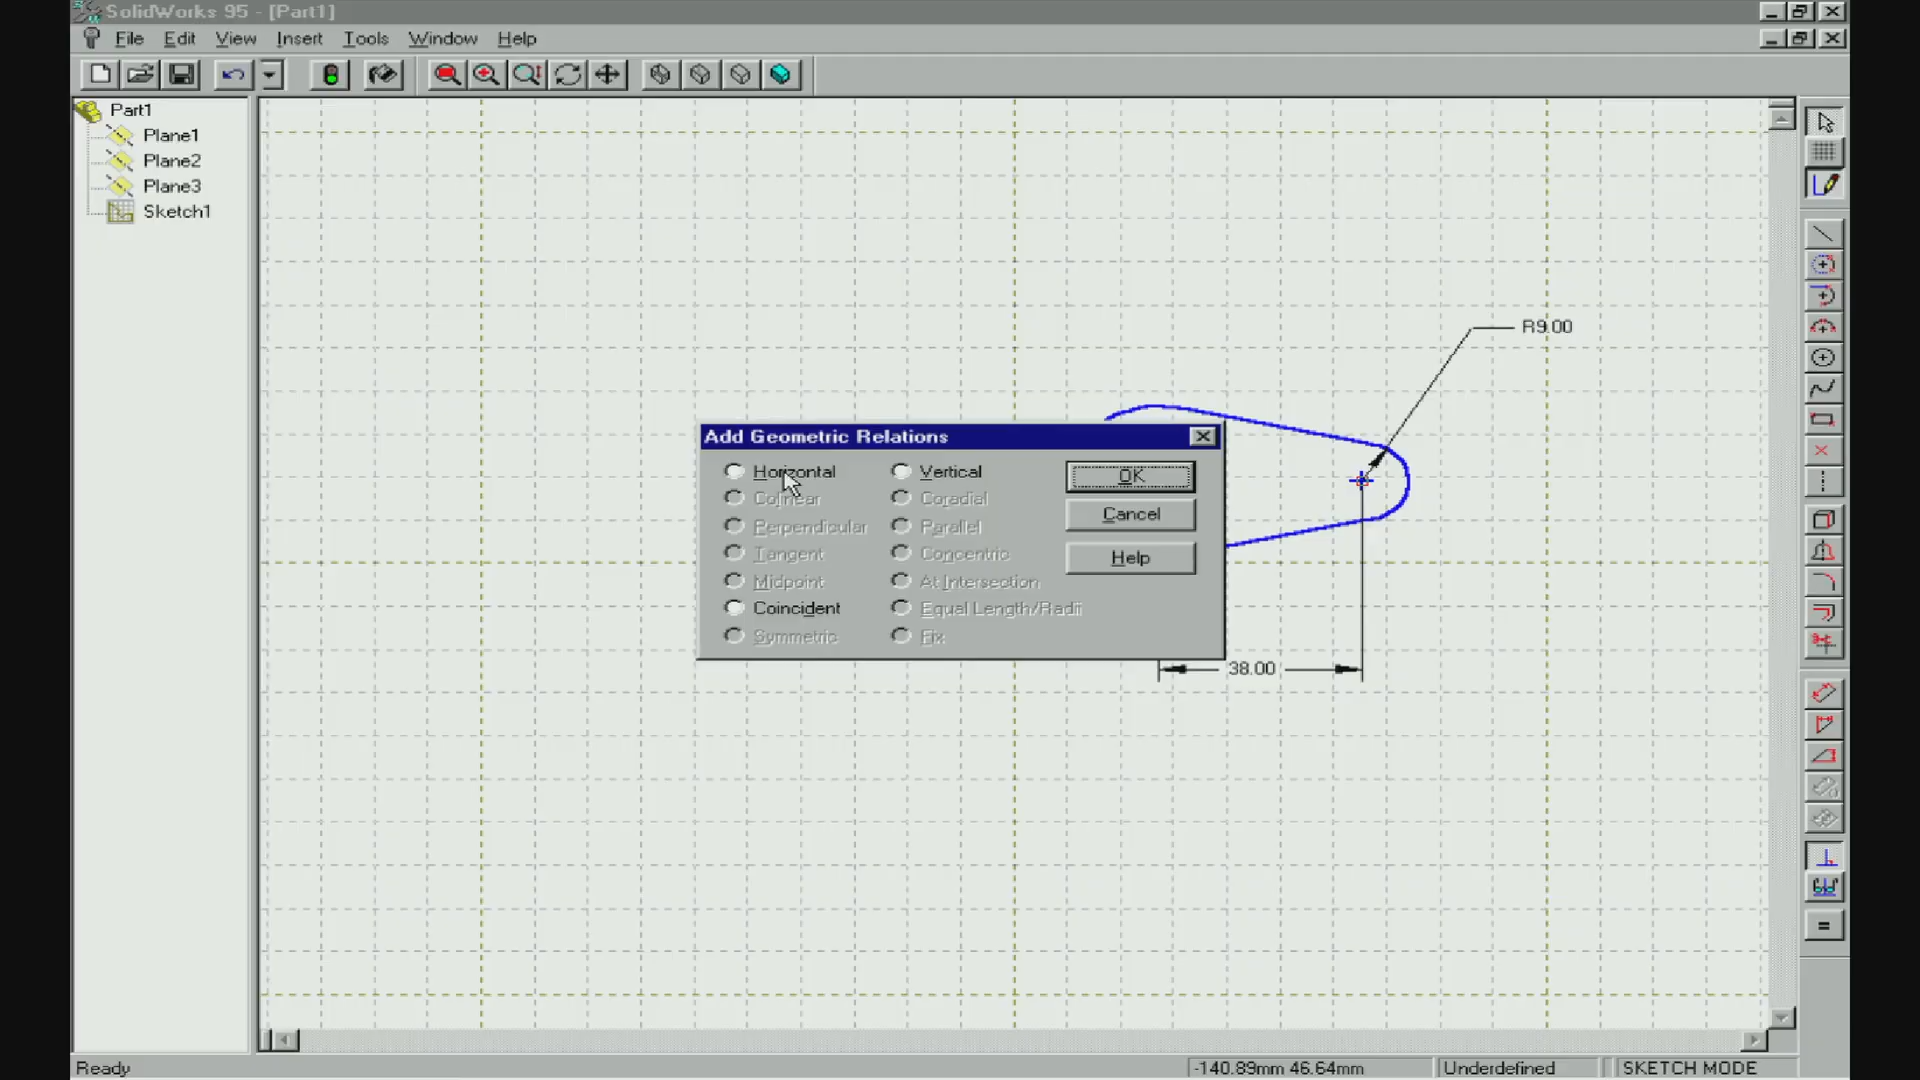 SolidWorks 95 - [Part1]
File Edit View Insert Tools Window Help
Part1
Plane1
Plane2
Plane3
Sketch1
R9.00
Add Geometric Relations
Horizontal Vertical OK
Colinear Coradial
Cancel
Perpendicular Parallel
Tangent Concentric Help
Midpoint At Intersection
Coincident Equal Length/Radii
Symmetric Fix
38.00
Ready -140.89mm 46.64mm Underdefined SKETCH MODE